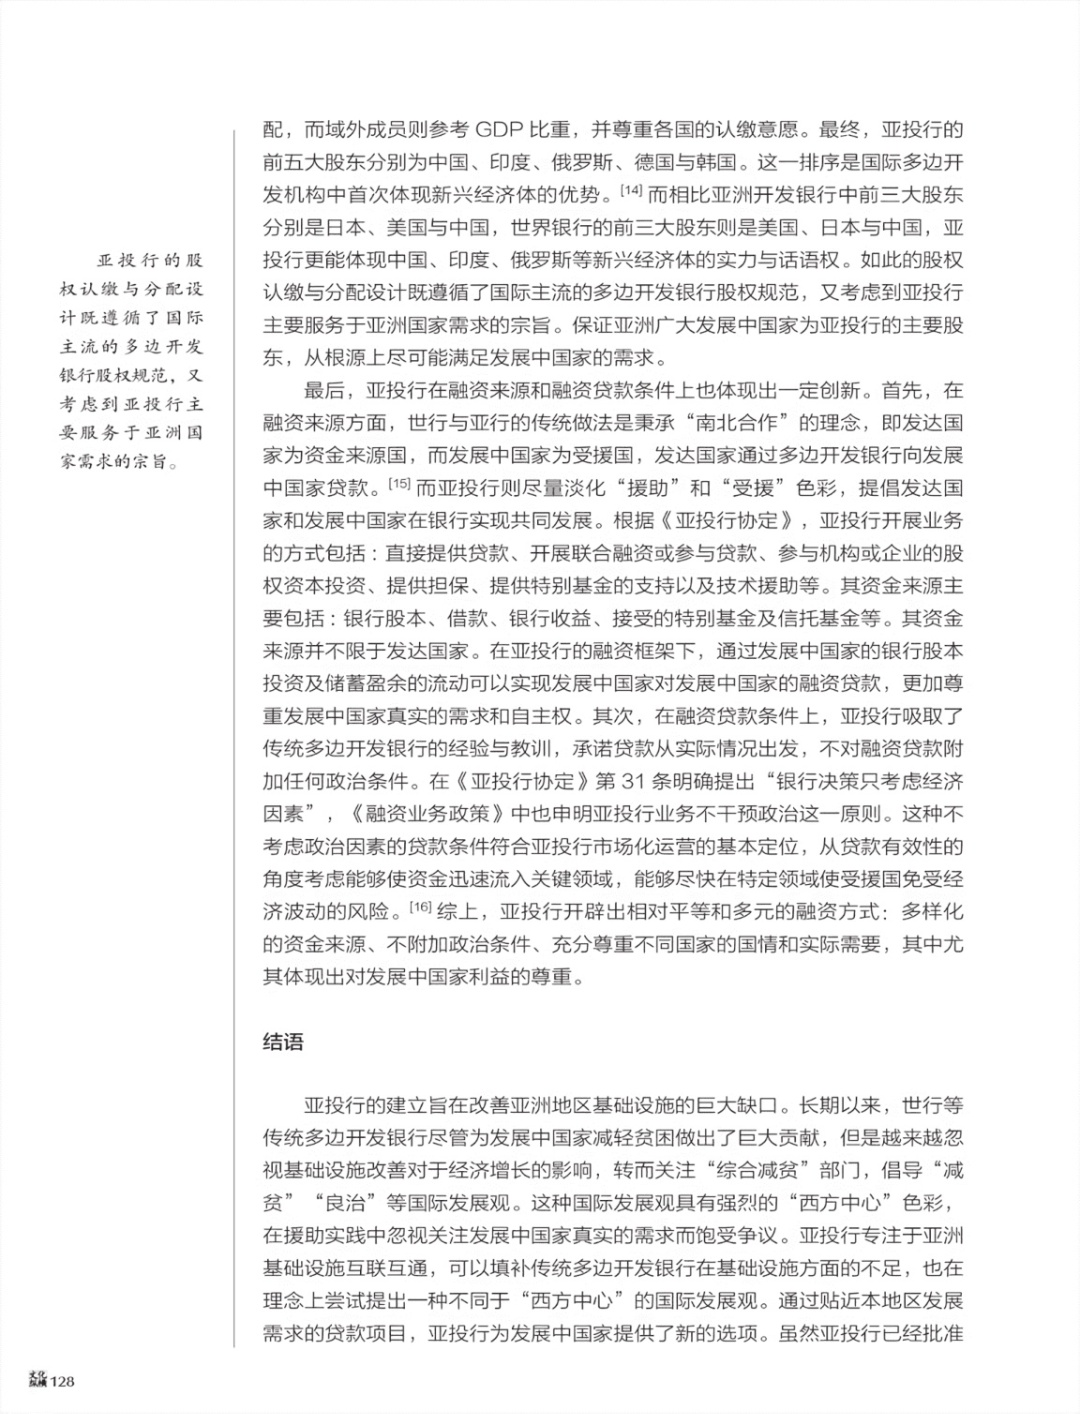 配，而域外成员则参考 GDP 比重，并尊重各国的认缴意愿。最终，亚投行的
前五大股东分别为中国、印度、俄罗斯、德国与韩国。这一排序是国际多边开
发机构中首次体现新兴经济体的优势。[14] 而相比亚洲开发银行中前三大股东
分别是日本、美国与中国，世界银行的前三大股东则是美国、日本与中国，亚
投行更能体现中国、印度、俄罗斯等新兴经济体的实力与话语权。如此的股权
认缴与分配设计既遵循了国际主流的多边开发银行股权规范，又考虑到亚投行
主要服务于亚洲国家需求的宗旨。保证亚洲广大发展中国家为亚投行的主要股
东，从根源上尽可能满足发展中国家的需求。
亚投行的股
权认缴与分配设
计既遵循了国际
主流的多边开发
银行股权规范，又
考虑到亚投行主
要服务于亚洲国
家需求的宗旨。
最后，亚投行在融资来源和融资贷款条件上也体现出一定创新。首先，在
融资来源方面，世行与亚行的传统做法是秉承“南北合作”的理念，即发达国
家为资金来源国，而发展中国家为受援国，发达国家通过多边开发银行向发展
中国家贷款。[15] 而亚投行则尽量淡化“援助”和“受援”色彩，提倡发达国
家和发展中国家在银行实现共同发展。根据《亚投行协定》，亚投行开展业务
的方式包括：直接提供贷款、开展联合融资或参与贷款、参与机构或企业的股
权资本投资、提供担保、提供特别基金的支持以及技术援助等。其资金来源主
要包括：银行股本、借款、银行收益、接受的特别基金及信托基金等。其资金
来源并不限于发达国家。在亚投行的融资框架下，通过发展中国家的银行股本
投资及储蓄盈余的流动可以实现发展中国家对发展中国家的融资贷款，更加尊
重发展中国家真实的需求和自主权。其次，在融资贷款条件上，亚投行吸取了
传统多边开发银行的经验与教训，承诺贷款从实际情况出发，不对融资贷款附
加任何政治条件。在《亚投行协定》第 31 条明确提出“银行决策只考虑经济
因素”，《融资业务政策》中也申明亚投行业务不干预政治这一原则。这种不
考虑政治因素的贷款条件符合亚投行市场化运营的基本定位，从贷款有效性的
角度考虑能够使资金迅速流入关键领域，能够尽快在特定领域使受援国免受经
济波动的风险。[16] 综上，亚投行开辟出相对平等和多元的融资方式：多样化
的资金来源、不附加政治条件、充分尊重不同国家的国情和实际需要，其中尤
其体现出对发展中国家利益的尊重。
结语
亚投行的建立旨在改善亚洲地区基础设施的巨大缺口。长期以来，世行等
传统多边开发银行尽管为发展中国家减轻贫困做出了巨大贡献，但是越来越忽
视基础设施改善对于经济增长的影响，转而关注“综合减贫”部门，倡导“减
贫”“良治”等国际发展观。这种国际发展观具有强烈的“西方中心”色彩，
在援助实践中忽视关注发展中国家真实的需求而饱受争议。亚投行专注于亚洲
基础设施互联互通，可以填补传统多边开发银行在基础设施方面的不足，也在
理念上尝试提出一种不同于“西方中心”的国际发展观。通过贴近本地区发展
需求的贷款项目，亚投行为发展中国家提供了新的选项。虽然亚投行已经批准
文化
纵横 128